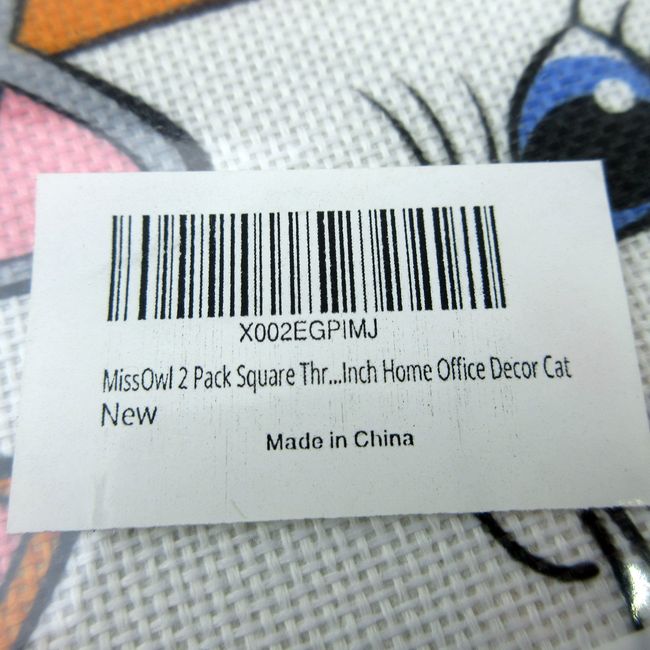 X002EGPIMJ
MissOwl 2 Pack Square Thr...Inch Home Office Decor Cat
New
Made in China